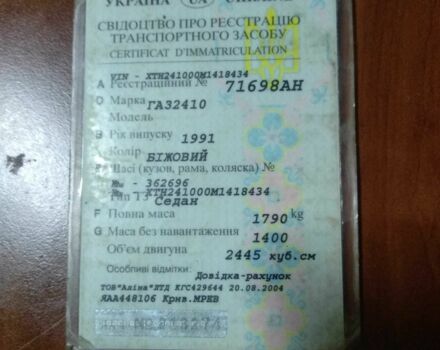 УКРАЇНА UA UKRAINE
СВІДОЦТВО ПРО РЕЄСТРАЦІЮ
ТРАНСПОРТНОГО ЗАСОБУ
CERTIFICAT D'IMMATRICULATION
VIN - XTH241000M1418434
A Реєстраційний № 71698АН
D Марка ГАЗ2410
Модель
B Рік випуску 1991
Колір БІЖОВИЙ
Шасі (кузов, рама, коляска) №
№ - 362696
№ - XTH241000M1418434
Тип ТЗ Седан
F Повна маса 1790 kg
G Маса без навантаження 1400
Об'єм двигуна 2445 куб.см
Особливі відмітки: Довідка-рахунок
ТОВ"Аліна"ЛТД КГС429644 20.08.2004
ЯАА448106 Крив.МРЕВ